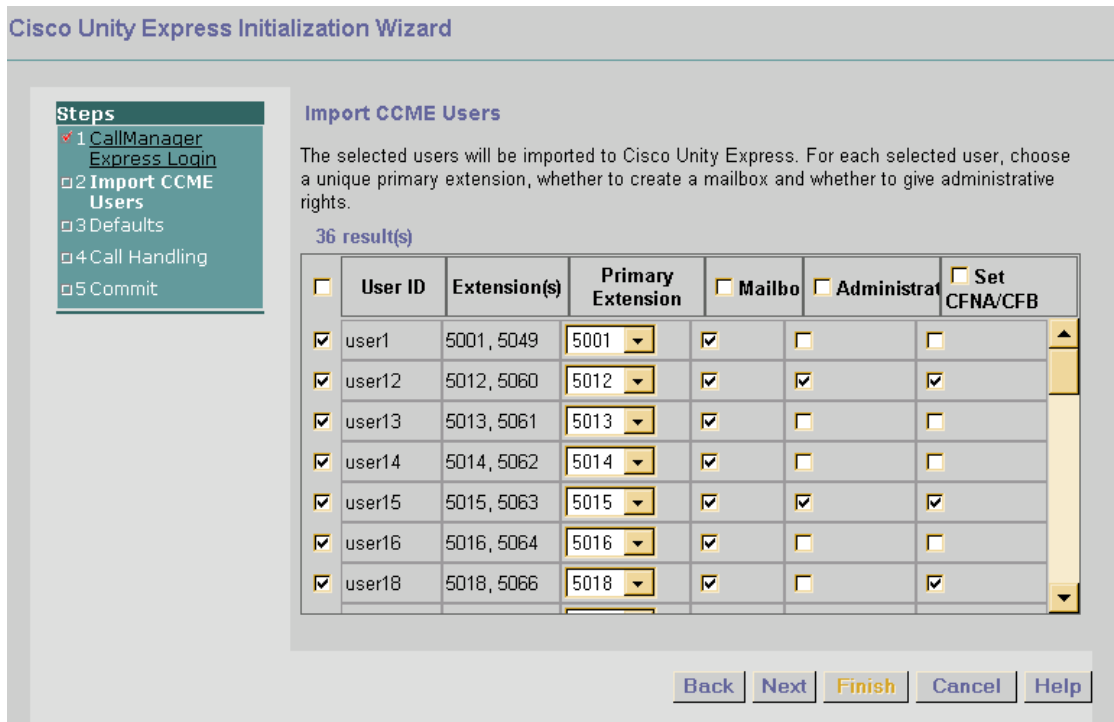 Cisco Unity Express Initialization Wizard
Steps
1 CallManager
Express Login
2 Import CCME
Users
3 Defaults
4 Call Handling
5 Commit
Import CCME Users
The selected users will be imported to Cisco Unity Express. For each selected user, choose
a unique primary extension, whether to create a mailbox and whether to give administrative
rights.
36 result(s)
User ID Extension(s) Primary Extension Mailbo Administrat Set CFNA/CFB
user1 5001, 5049 5001
user12 5012, 5060 5012
user13 5013, 5061 5013
user14 5014, 5062 5014
user15 5015, 5063 5015
user16 5016, 5064 5016
user18 5018, 5066 5018
Back Next Finish Cancel Help